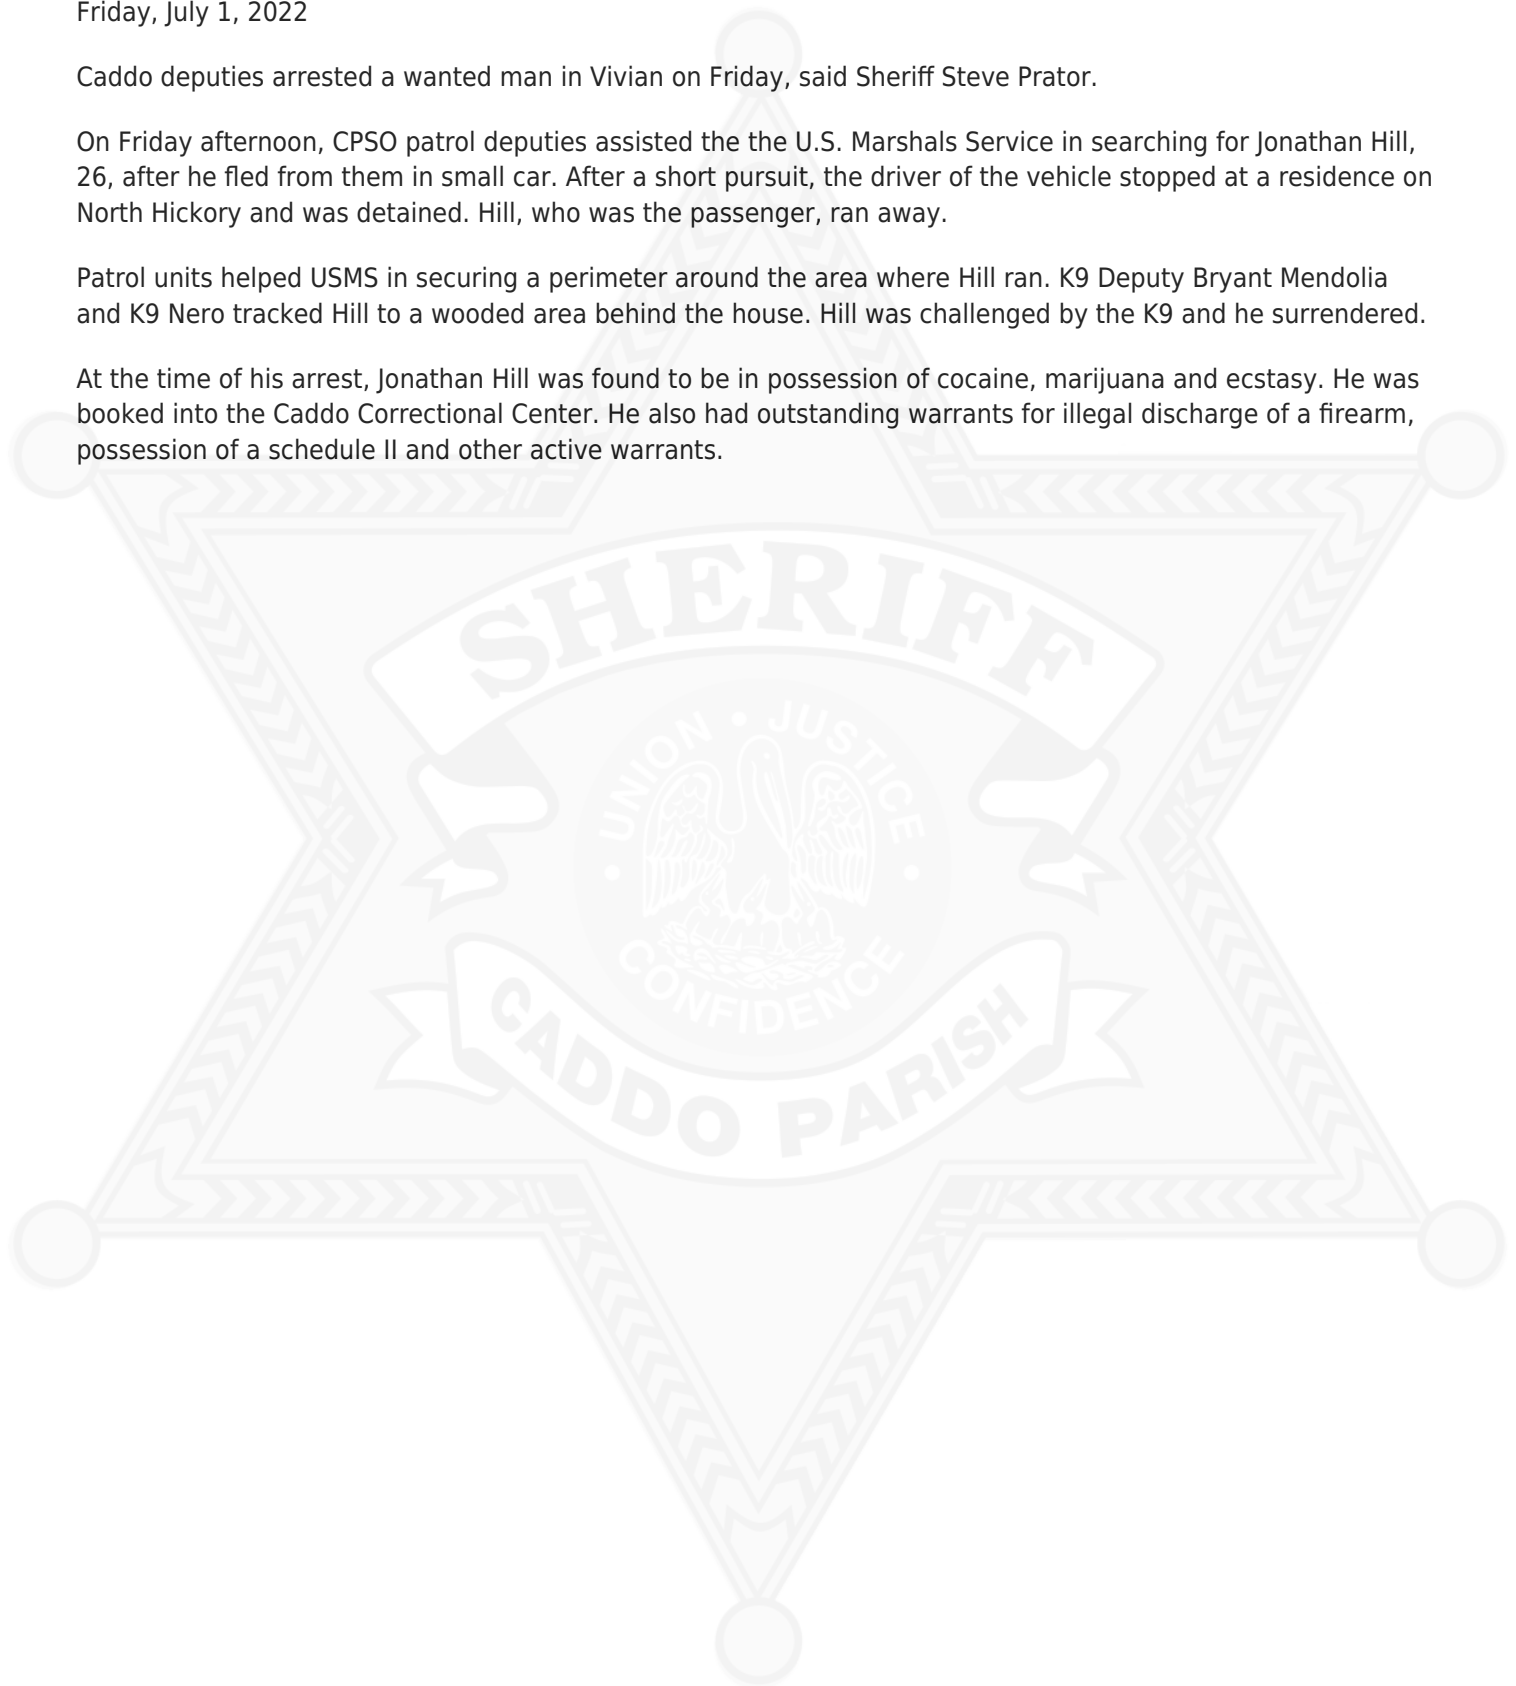 Friday, July 1, 2022
Caddo deputies arrested a wanted man in Vivian on Friday, said Sheriff Steve Prator.
On Friday afternoon, CPSO patrol deputies assisted the the U.S. Marshals Service in searching for Jonathan Hill,
26, after he fled from them in small car. After a short pursuit, the driver of the vehicle stopped at a residence on
North Hickory and was detained. Hill, who was the passenger, ran away.
Patrol units helped USMS in securing a perimeter around the area where Hill ran. K9 Deputy Bryant Mendolia
and K9 Nero tracked Hill to a wooded area behind the house. Hill was challenged by the K9 and he surrendered.
At the time of his arrest, Jonathan Hill was found to be in possession of cocaine, marijuana and ecstasy. He was
booked into the Caddo Correctional Center. He also had outstanding warrants for illegal discharge of a firearm,
possession of a schedule II and other active warrants.
SHERIFF
UNION • JUSTICE
• CONFIDENCE •
CADDO PARISH